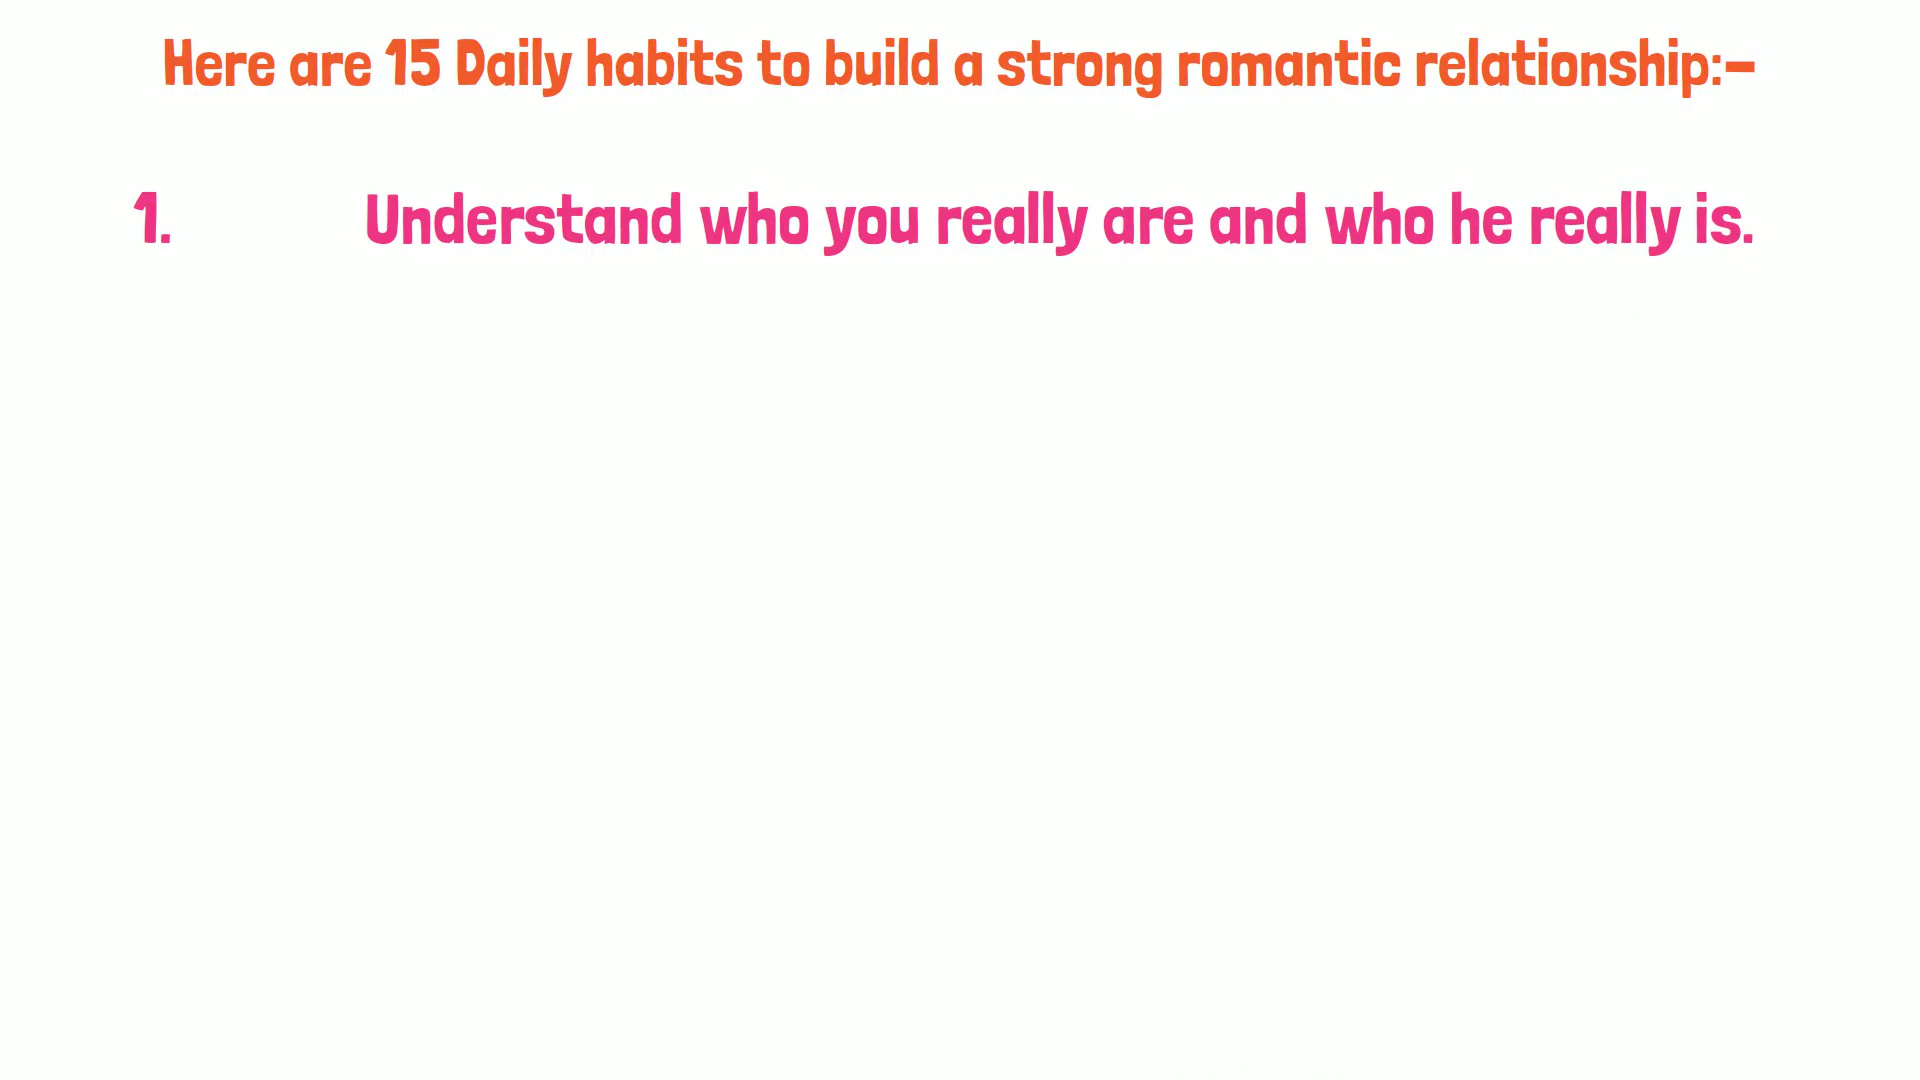 Here are 15 Daily habits to build a strong romantic relationship:-
1. Understand who you really are and who he really is.